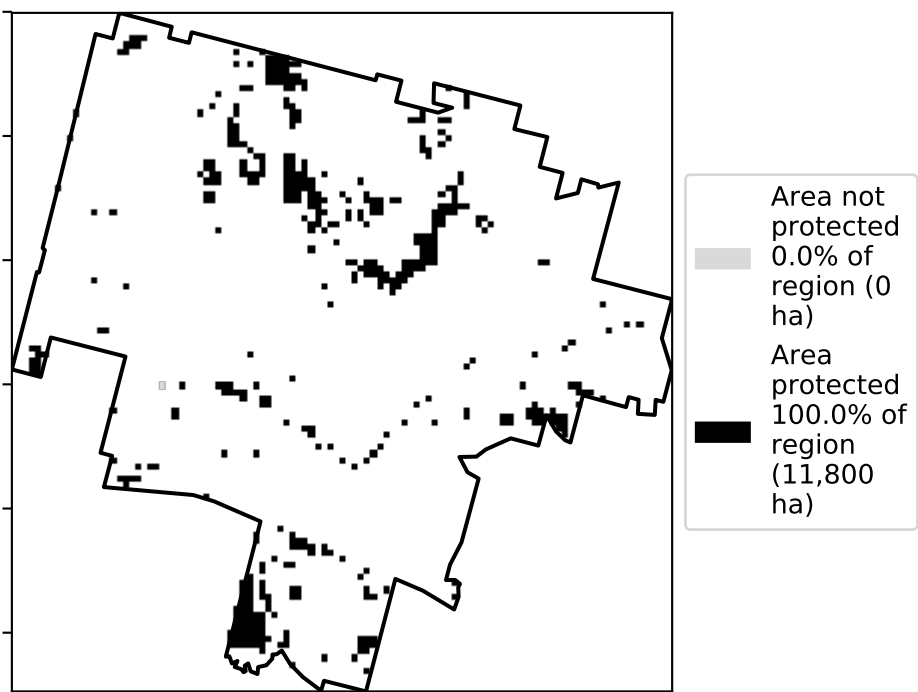 Area not
protected
0.0% of
region (0
ha)
Area
protected
100.0% of
region
(11,800
ha)